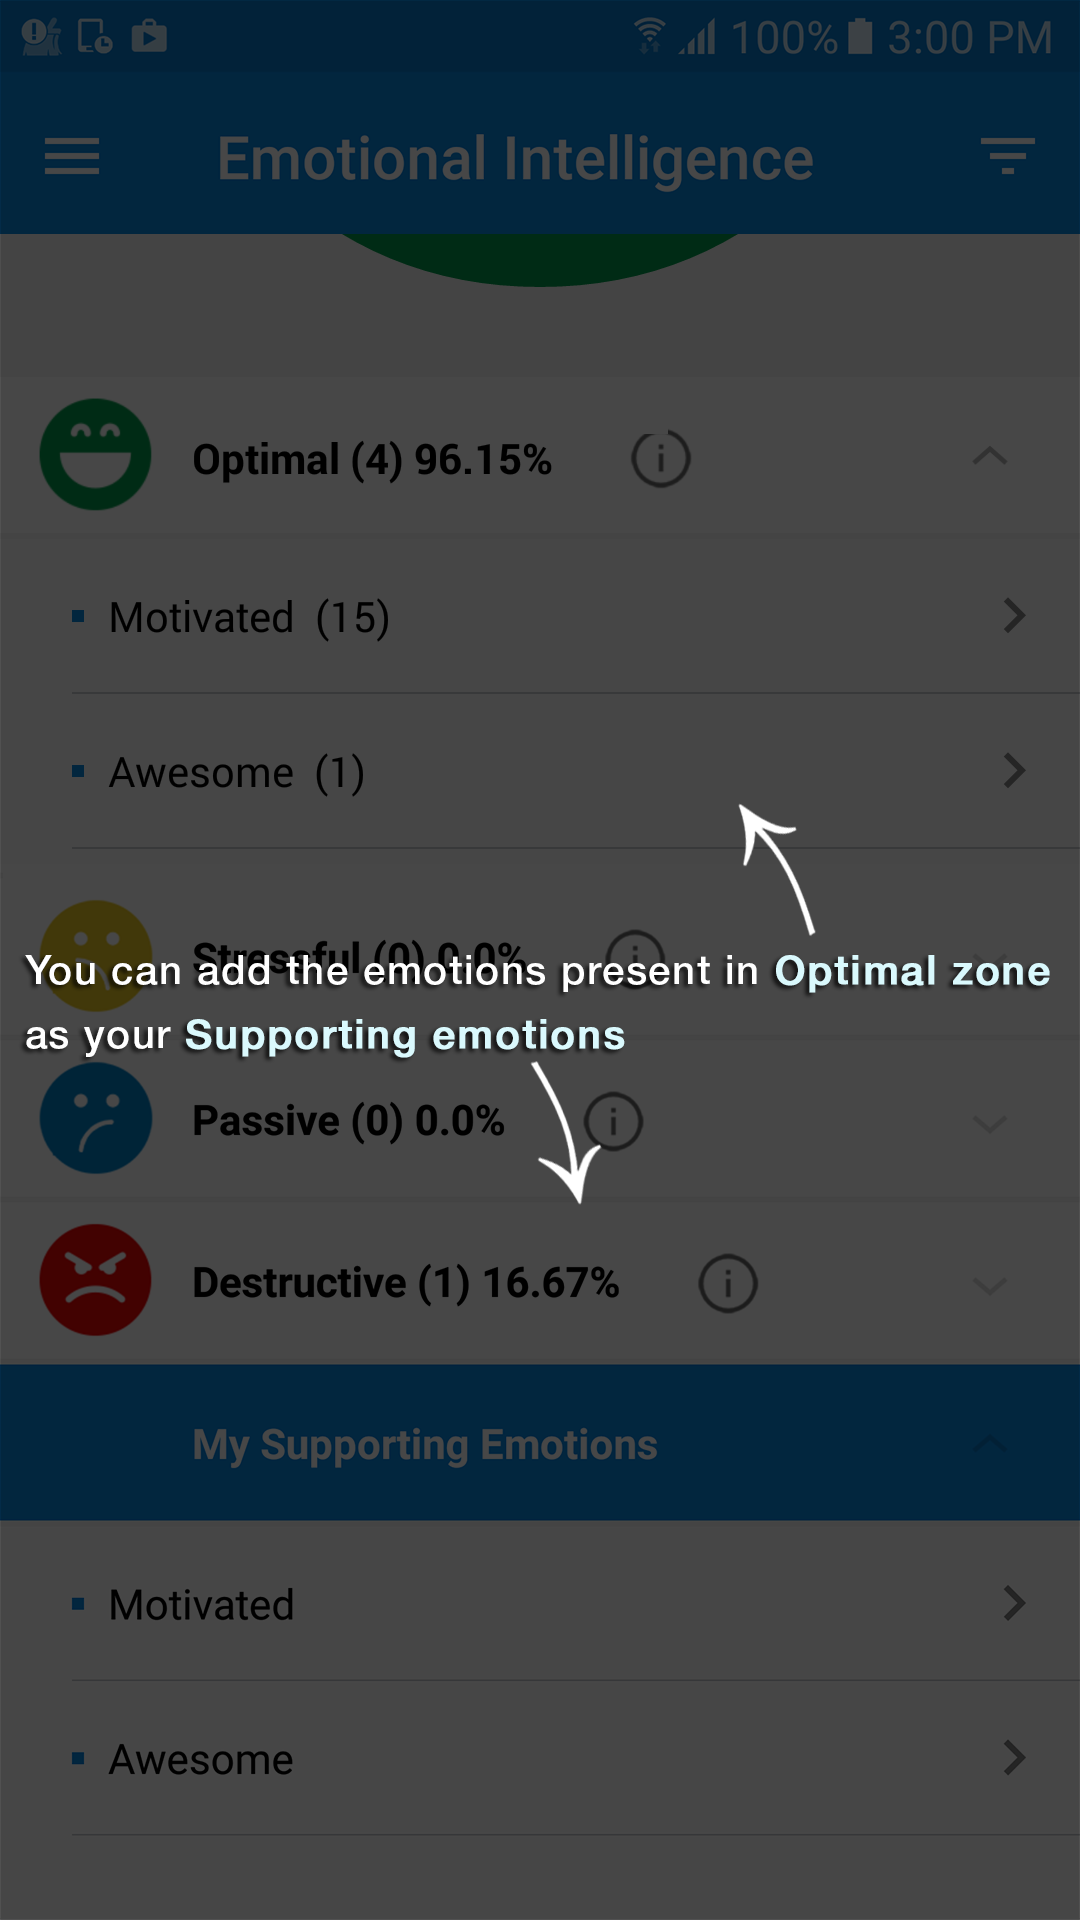 100% 3:00 PM
Emotional Intelligence
Optimal (4) 96.15%
Motivated (15)
Awesome (1)
Stressful (0) 0.0%
You can add the emotions present in Optimal zone
as your Supporting emotions
Passive (0) 0.0%
Destructive (1) 16.67%
My Supporting Emotions
Motivated
Awesome